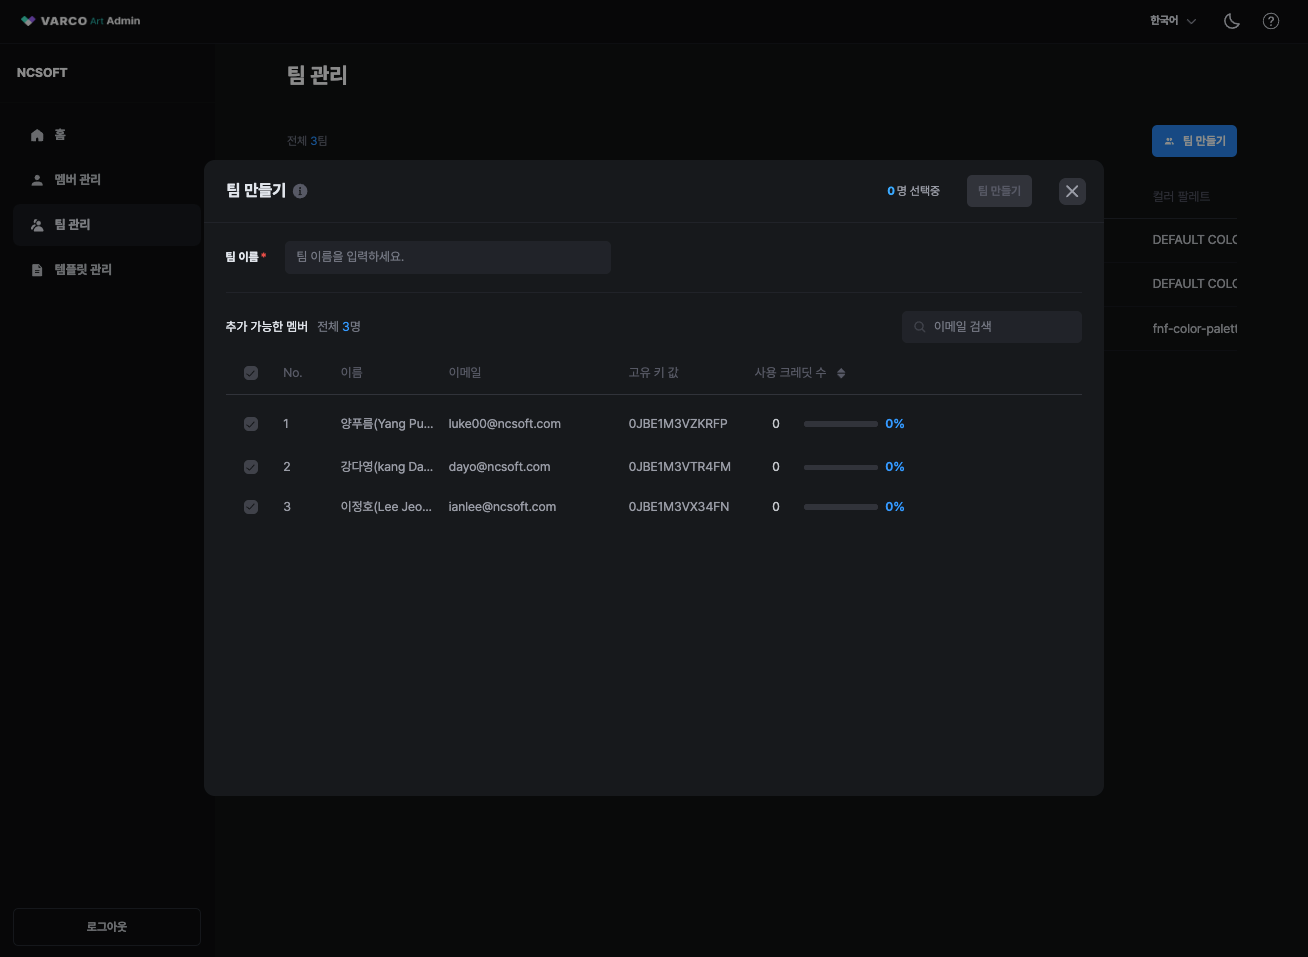 VARCO Art Admin
한국어
NCSOFT
홈
멤버 관리
팀 관리
템플릿 관리
로그아웃
팀 관리
전체 3팀
팀 만들기
컬러 팔레트
DEFAULT COLO
DEFAULT COLO
fnf-color-palett
팀 만들기
0명 선택중
팀 만들기
팀 이름*
팀 이름을 입력하세요.
추가 가능한 멤버 전체 3명
이메일 검색
No. 이름 이메일 고유 키 값 사용 크레딧 수
1 양푸름(Yang Pu... luke00@ncsoft.com 0JBE1M3VZKRFP 0 0%
2 강다영(kang Da... dayo@ncsoft.com 0JBE1M3VTR4FM 0 0%
3 이정호(Lee Jeo... ianlee@ncsoft.com 0JBE1M3VX34FN 0 0%